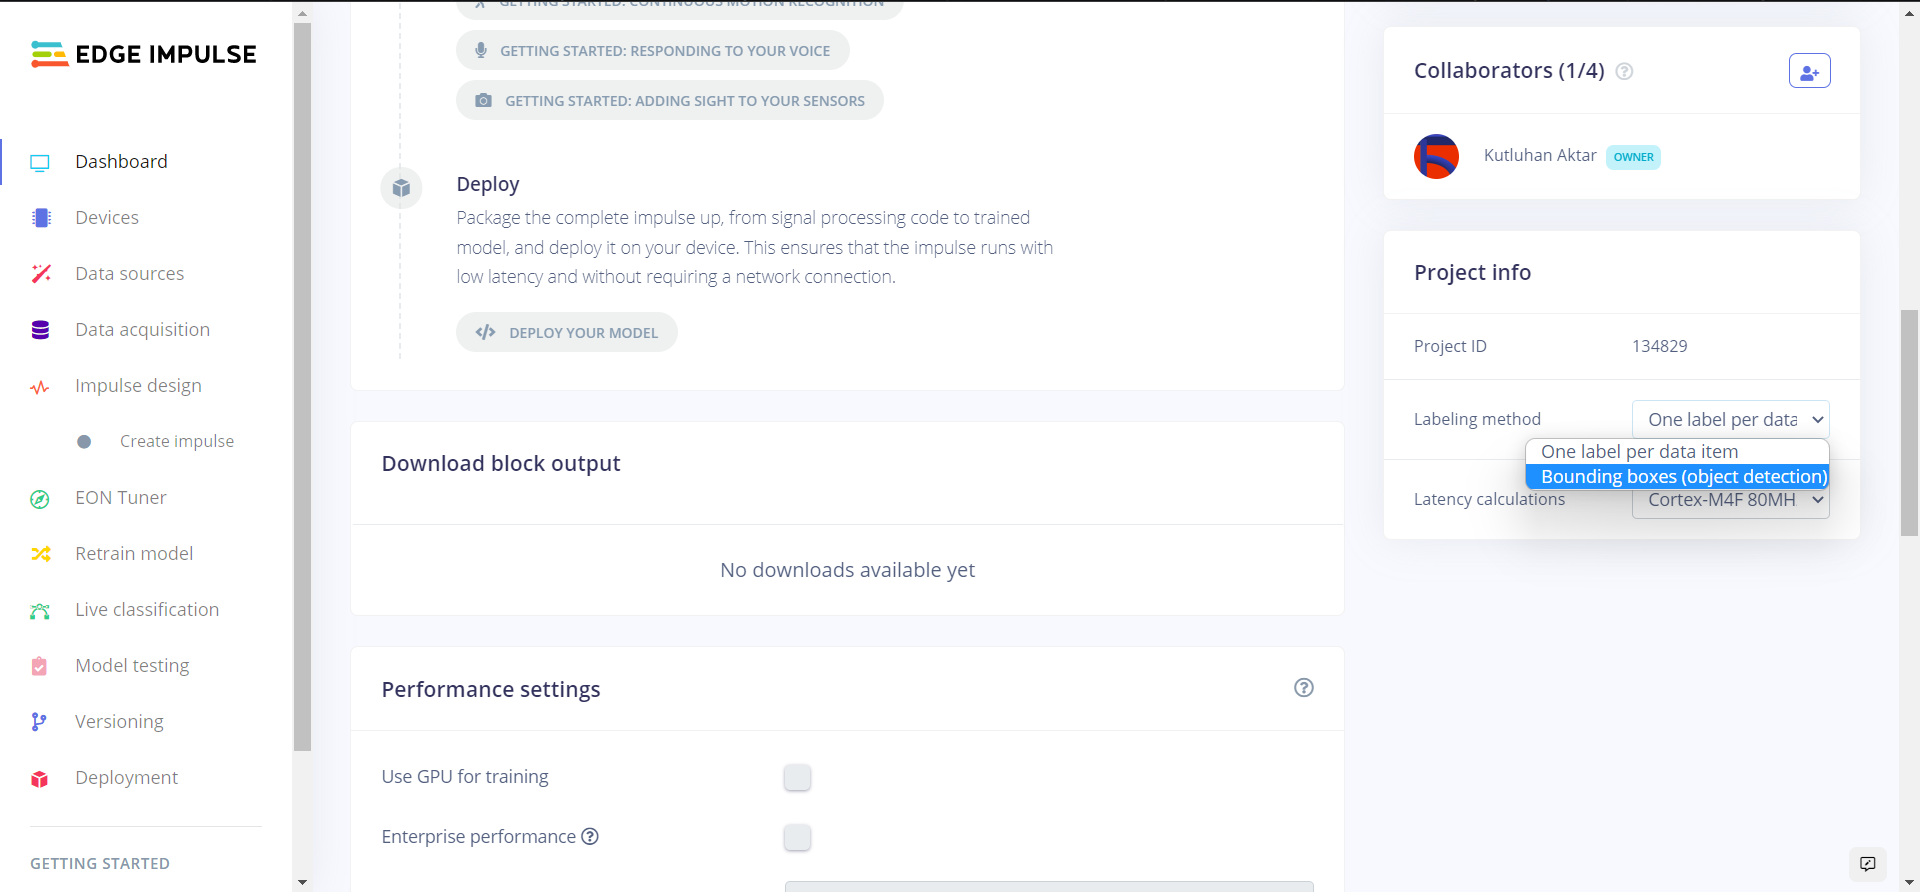 EDGE IMPULSE
Dashboard
Devices
Data sources
Data acquisition
Impulse design
Create impulse
EON Tuner
Retrain model
Live classification
Model testing
Versioning
Deployment
GETTING STARTED
GETTING STARTED: CONTINUOUS MOTION RECOGNITION
GETTING STARTED: RESPONDING TO YOUR VOICE
GETTING STARTED: ADDING SIGHT TO YOUR SENSORS
Deploy
Package the complete impulse up, from signal processing code to trained
model, and deploy it on your device. This ensures that the impulse runs with
low latency and without requiring a network connection.
DEPLOY YOUR MODEL
Download block output
No downloads available yet
Performance settings
Use GPU for training
Enterprise performance
Collaborators (1/4)
Kutluhan Aktar OWNER
Project info
Project ID 134829
Labeling method One label per data
One label per data item
Bounding boxes (object detection)
Latency calculations Cortex-M4F 80MH